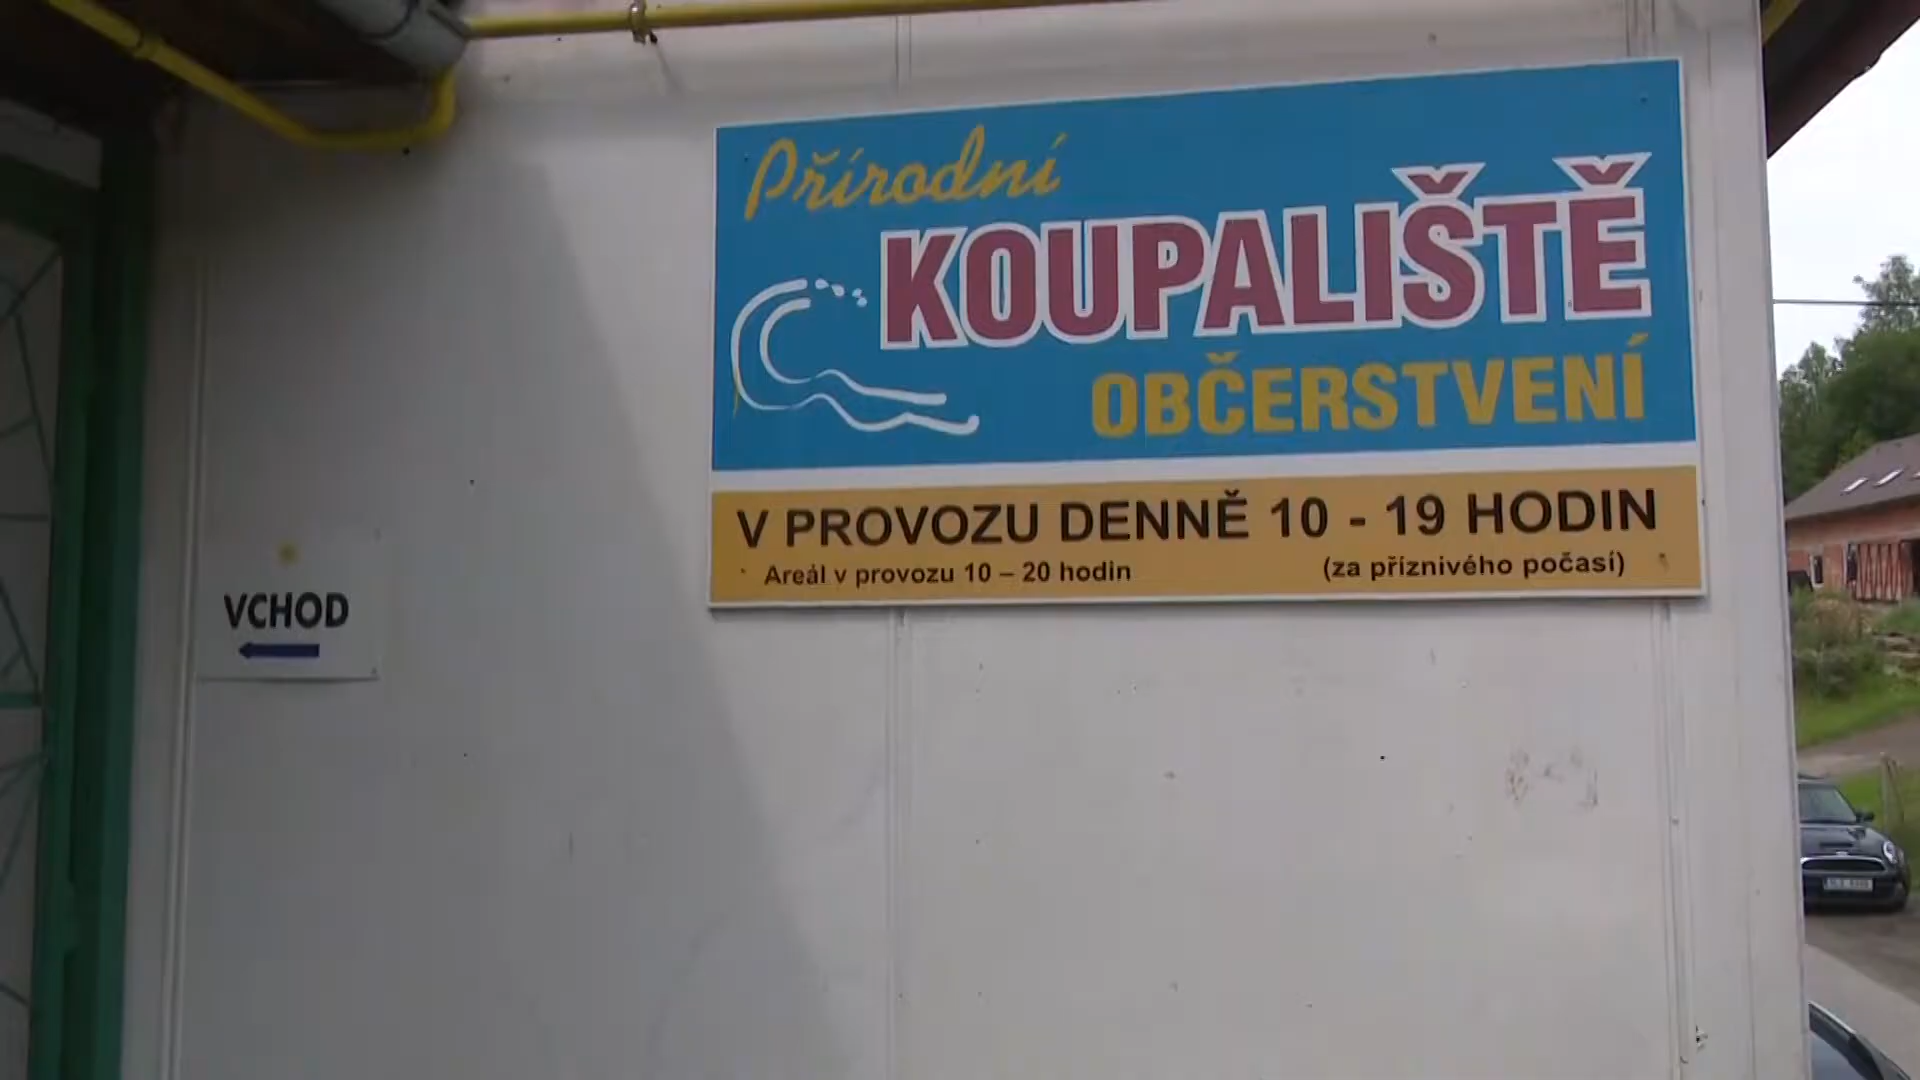 Přírodní
KOUPALIŠTĚ
OBČERSTVENÍ
V PROVOZU DENNĚ 10 - 19 HODIN
Areál v provozu 10 – 20 hodin (za příznivého počasí)
VCHOD